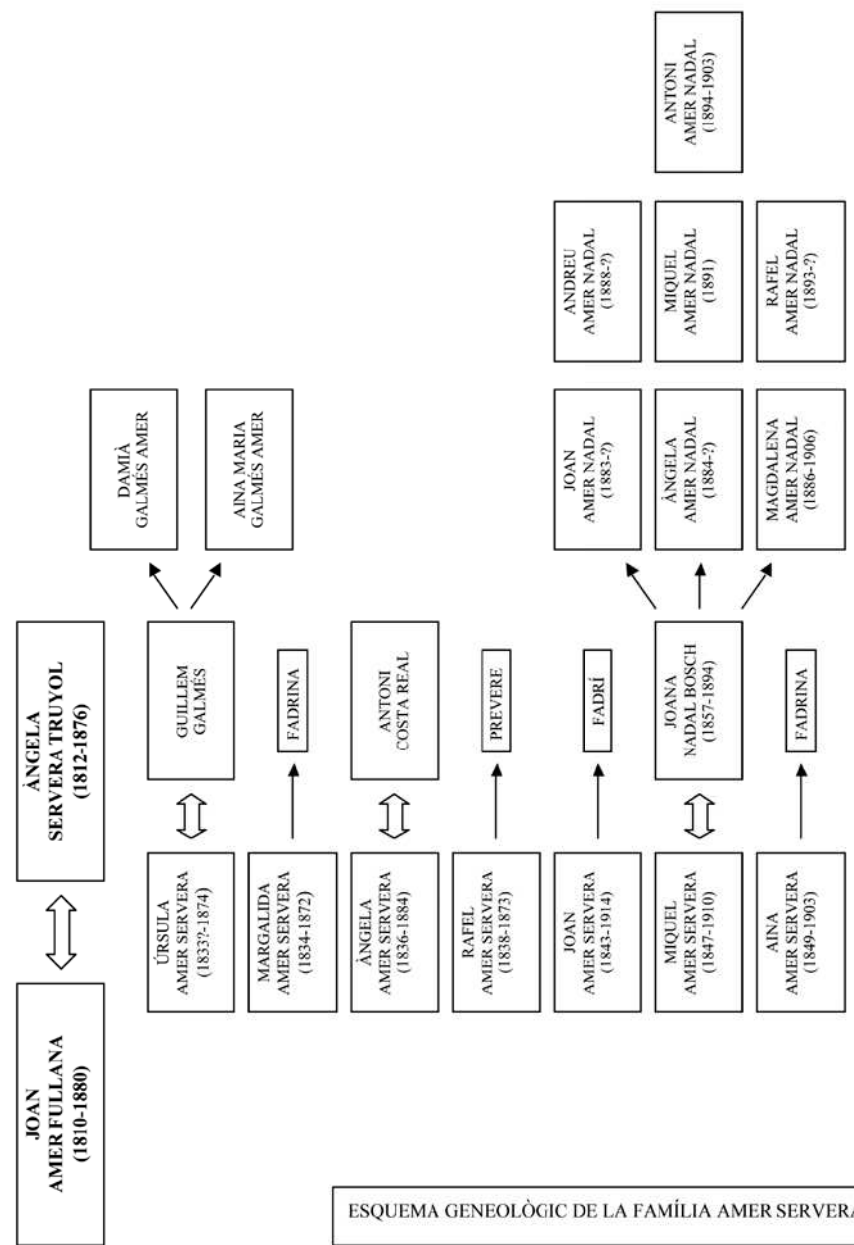 JOAN
AMER FULLANA
(1810-1880)
ÀNGELA
SERVERA TRUYOL
(1812-1876)
ÚRSULA
AMER SERVERA
(1833?-1874)
GUILLEM
GALMÉS
DAMIÀ
GALMÉS AMER
AINA MARIA
GALMÉS AMER
MARGALIDA
AMER SERVERA
(1834-1872)
FADRINA
ÀNGELA
AMER SERVERA
(1836-1884)
ANTONI
COSTA REAL
RAFEL
AMER SERVERA
(1838-1873)
PREVERE
JOAN
AMER SERVERA
(1843-1914)
FADRÍ
MIQUEL
AMER SERVERA
(1847-1910)
JOANA
NADAL BOSCH
(1857-1894)
JOAN
AMER NADAL
(1883-?)
ÀNGELA
AMER NADAL
(1884-?)
MAGDALENA
AMER NADAL
(1886-1906)
ANDREU
AMER NADAL
(1888-?)
MIQUEL
AMER NADAL
(1891)
RAFEL
AMER NADAL
(1893-?)
ANTONI
AMER NADAL
(1894-1903)
AINA
AMER SERVERA
(1849-1903)
FADRINA
ESQUEMA GENEOLÒGIC DE LA FAMÍLIA AMER SERVERA